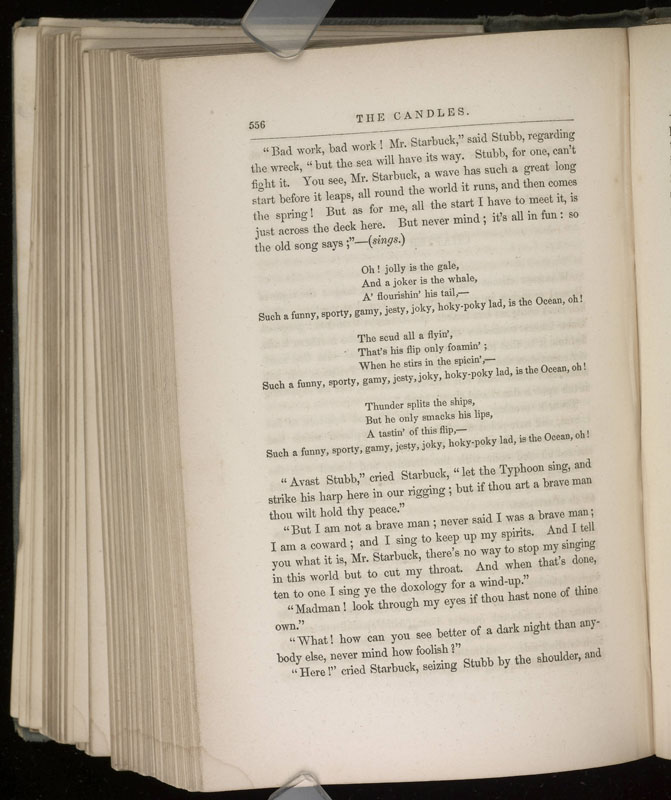 556
THE CANDLES.
“Bad work, bad work! Mr. Starbuck,” said Stubb, regarding
the wreck, “but the sea will have its way. Stubb, for one, can’t
fight it. You see, Mr. Starbuck, a wave has such a great long
start before it leaps, all round the world it runs, and then comes
the spring! But as for me, all the start I have to meet it, is
just across the deck here. But never mind; it’s all in fun: so
the old song says;”—(sings.)
Oh! jolly is the gale,
And a joker is the whale,
A’ flourishin’ his tail,—
Such a funny, sporty, gamy, jesty, joky, hoky-poky lad, is the Ocean, oh!
The scud all a flyin’,
That’s his flip only foamin’;
When he stirs in the spicin’,—
Such a funny, sporty, gamy, jesty, joky, hoky-poky lad, is the Ocean, oh!
Thunder splits the ships,
But he only smacks his lips,
A tastin’ of this flip,—
Such a funny, sporty, gamy, jesty, joky, hoky-poky lad, is the Ocean, oh!
“Avast Stubb,” cried Starbuck, “let the Typhoon sing, and
strike his harp here in our rigging; but if thou art a brave man
thou wilt hold thy peace.”
“But I am not a brave man; never said I was a brave man;
I am a coward; and I sing to keep up my spirits. And I tell
you what it is, Mr. Starbuck, there’s no way to stop my singing
in this world but to cut my throat. And when that’s done,
ten to one I sing ye the doxology for a wind-up.”
“Madman! look through my eyes if thou hast none of thine
own.”
“What! how can you see better of a dark night than any-
body else, never mind how foolish?”
“Here!” cried Starbuck, seizing Stubb by the shoulder, and